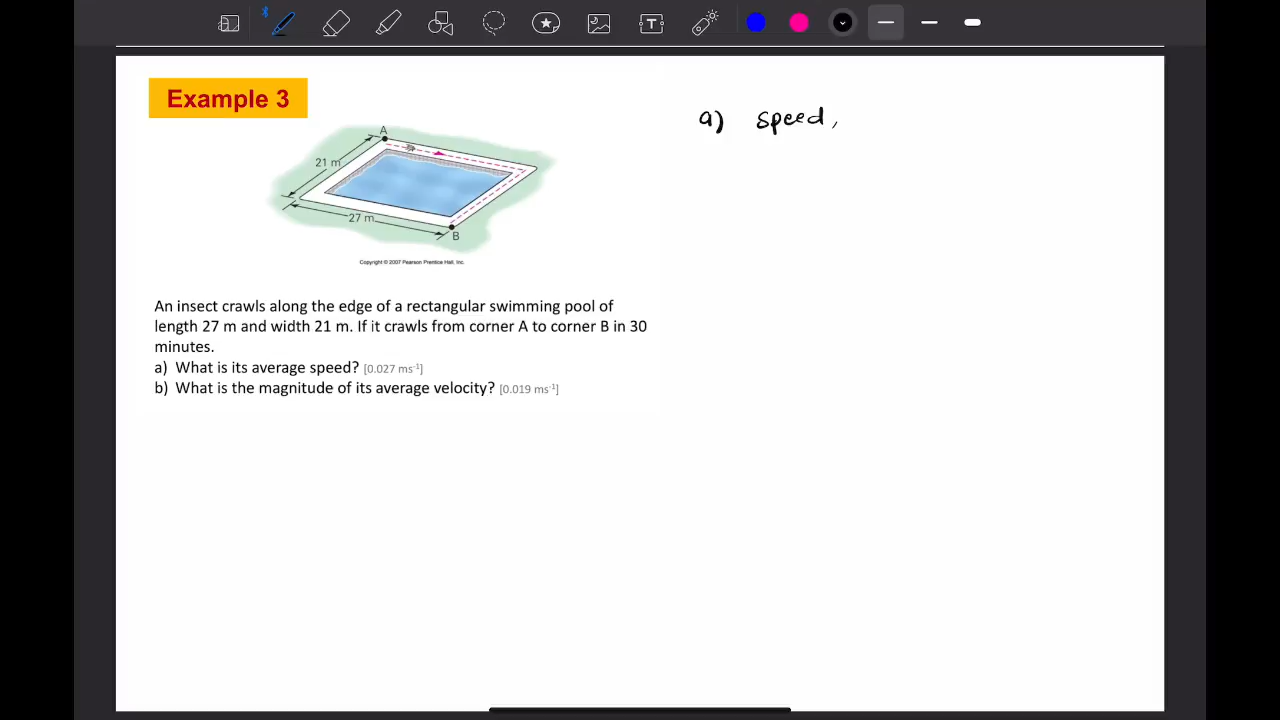 Example 3
a) speed,
A
21 m
27 m
B
Copyright © 2007 Pearson Prentice Hall, Inc.
An insect crawls along the edge of a rectangular swimming pool of
length 27 m and width 21 m. If it crawls from corner A to corner B in 30
minutes.
a) What is its average speed? [0.027 ms⁻¹]
b) What is the magnitude of its average velocity? [0.019 ms⁻¹]